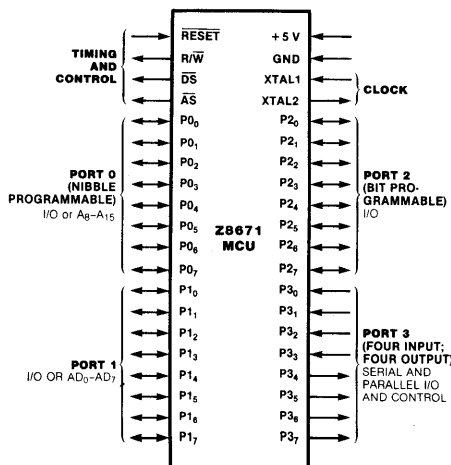 TIMING
AND
CONTROL
RESET
R/W
DS
AS
PORT 0
(NIBBLE
PROGRAMMABLE)
I/O or A8–A15
P00
P01
P02
P03
P04
P05
P06
P07
PORT 1
I/O OR AD0–AD7
P10
P11
P12
P13
P14
P15
P16
P17
Z8671
MCU
+5 V
GND
XTAL1
XTAL2
CLOCK
P20
P21
P22
P23
P24
P25
P26
P27
PORT 2
(BIT PRO-
GRAMMABLE)
I/O
P30
P31
P32
P33
P34
P35
P36
P37
PORT 3
(FOUR INPUT;
FOUR OUTPUT)
SERIAL AND
PARALLEL I/O
AND CONTROL